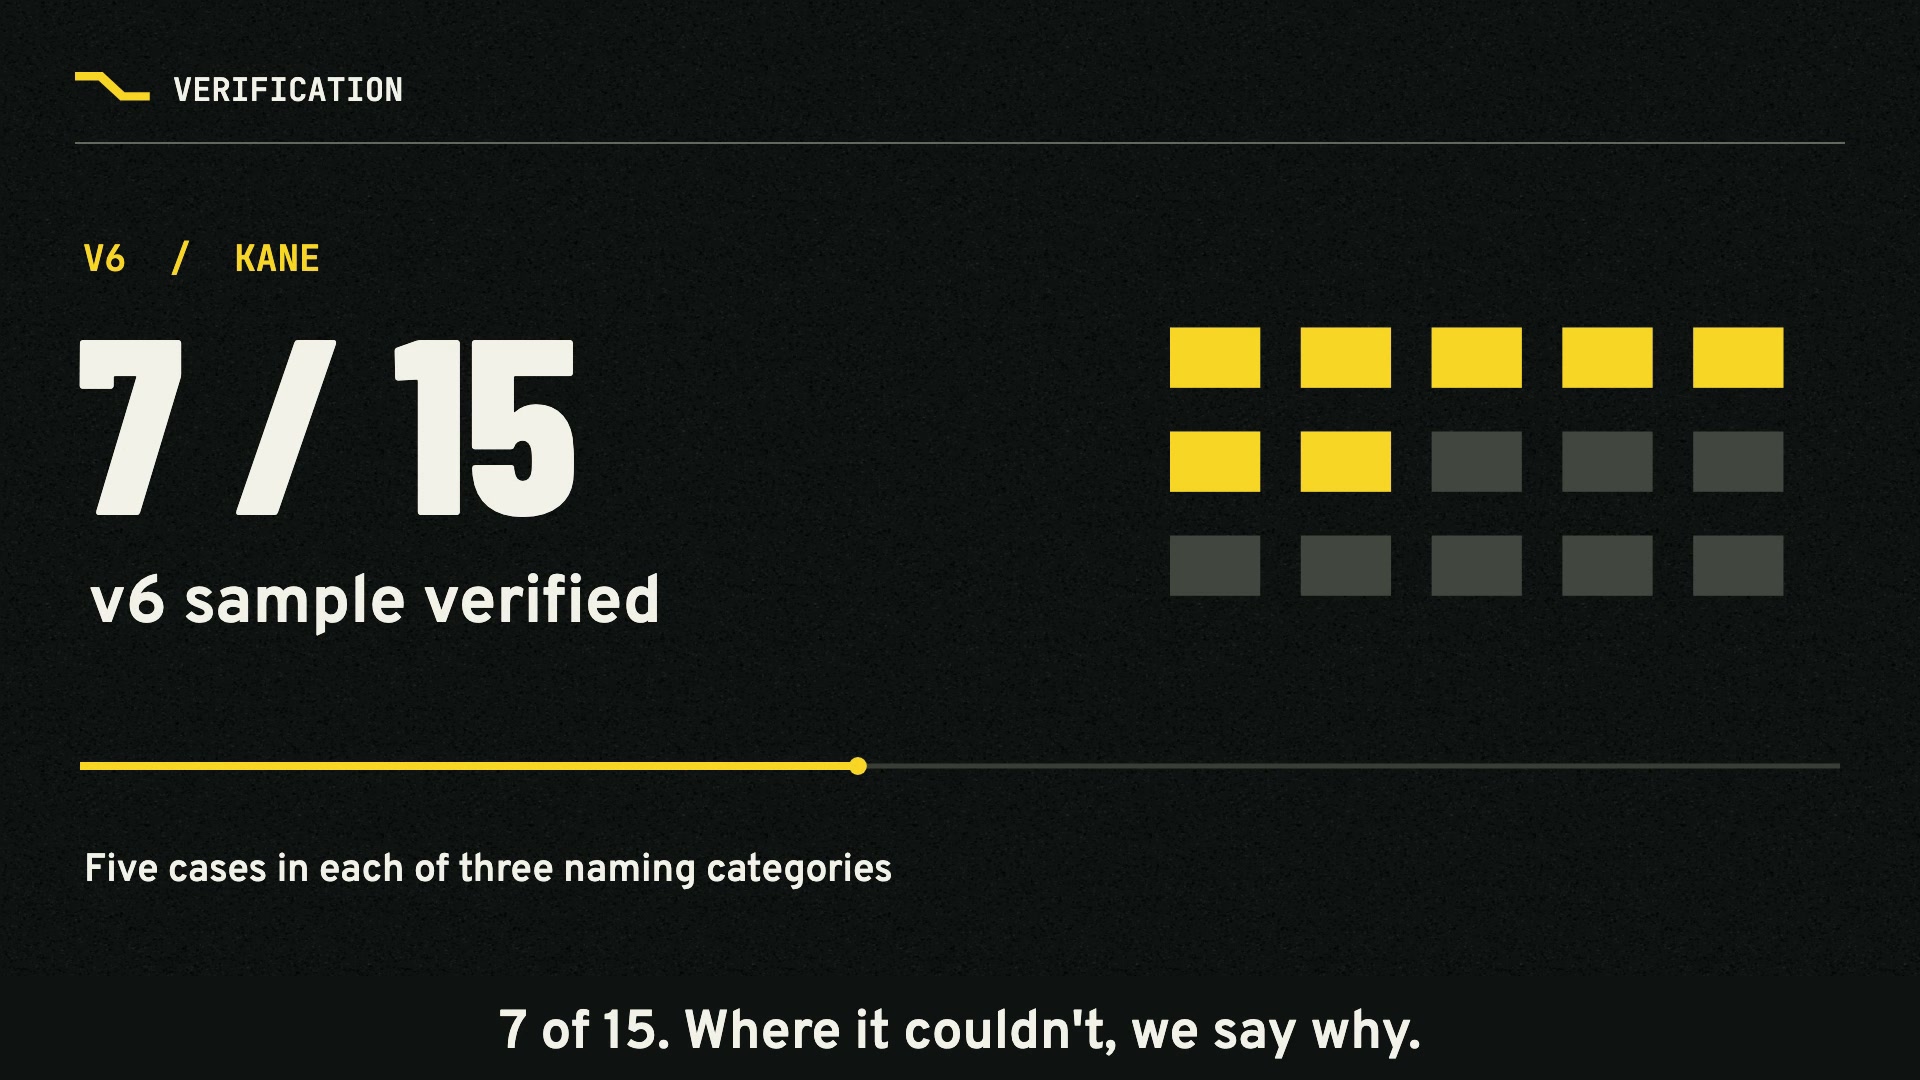 VERIFICATION
V6 / KANE
7 / 15
v6 sample verified
Five cases in each of three naming categories
7 of 15. Where it couldn't, we say why.